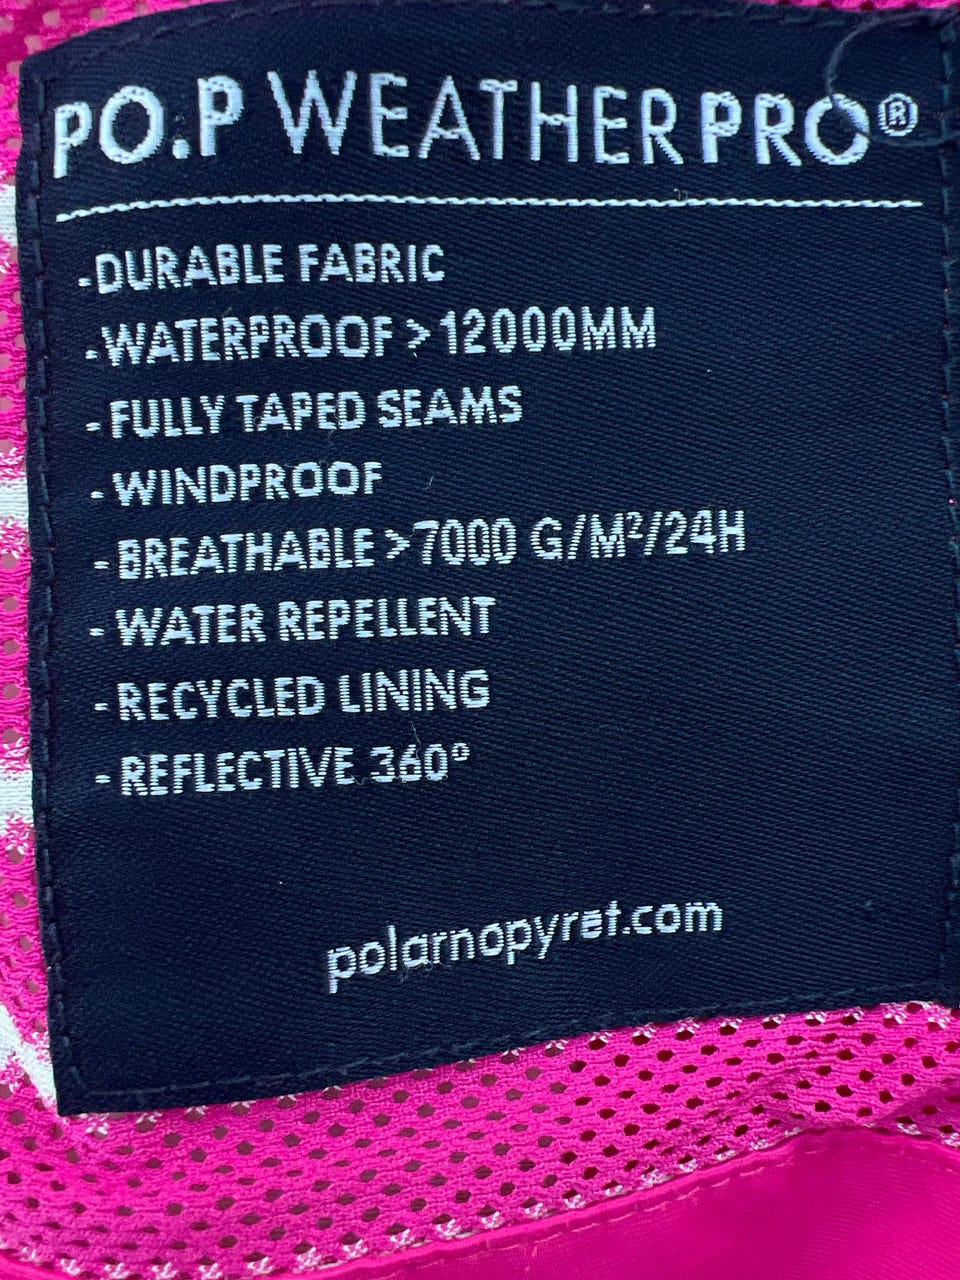 PO.P WEATHERPRO®
-DURABLE FABRIC
-WATERPROOF > 12000MM
- FULLY TAPED SEAMS
- WINDPROOF
- BREATHABLE >7000 G/M²/24H
- WATER REPELLENT
- RECYCLED LINING
- REFLECTIVE 360°
polarnopyret.com